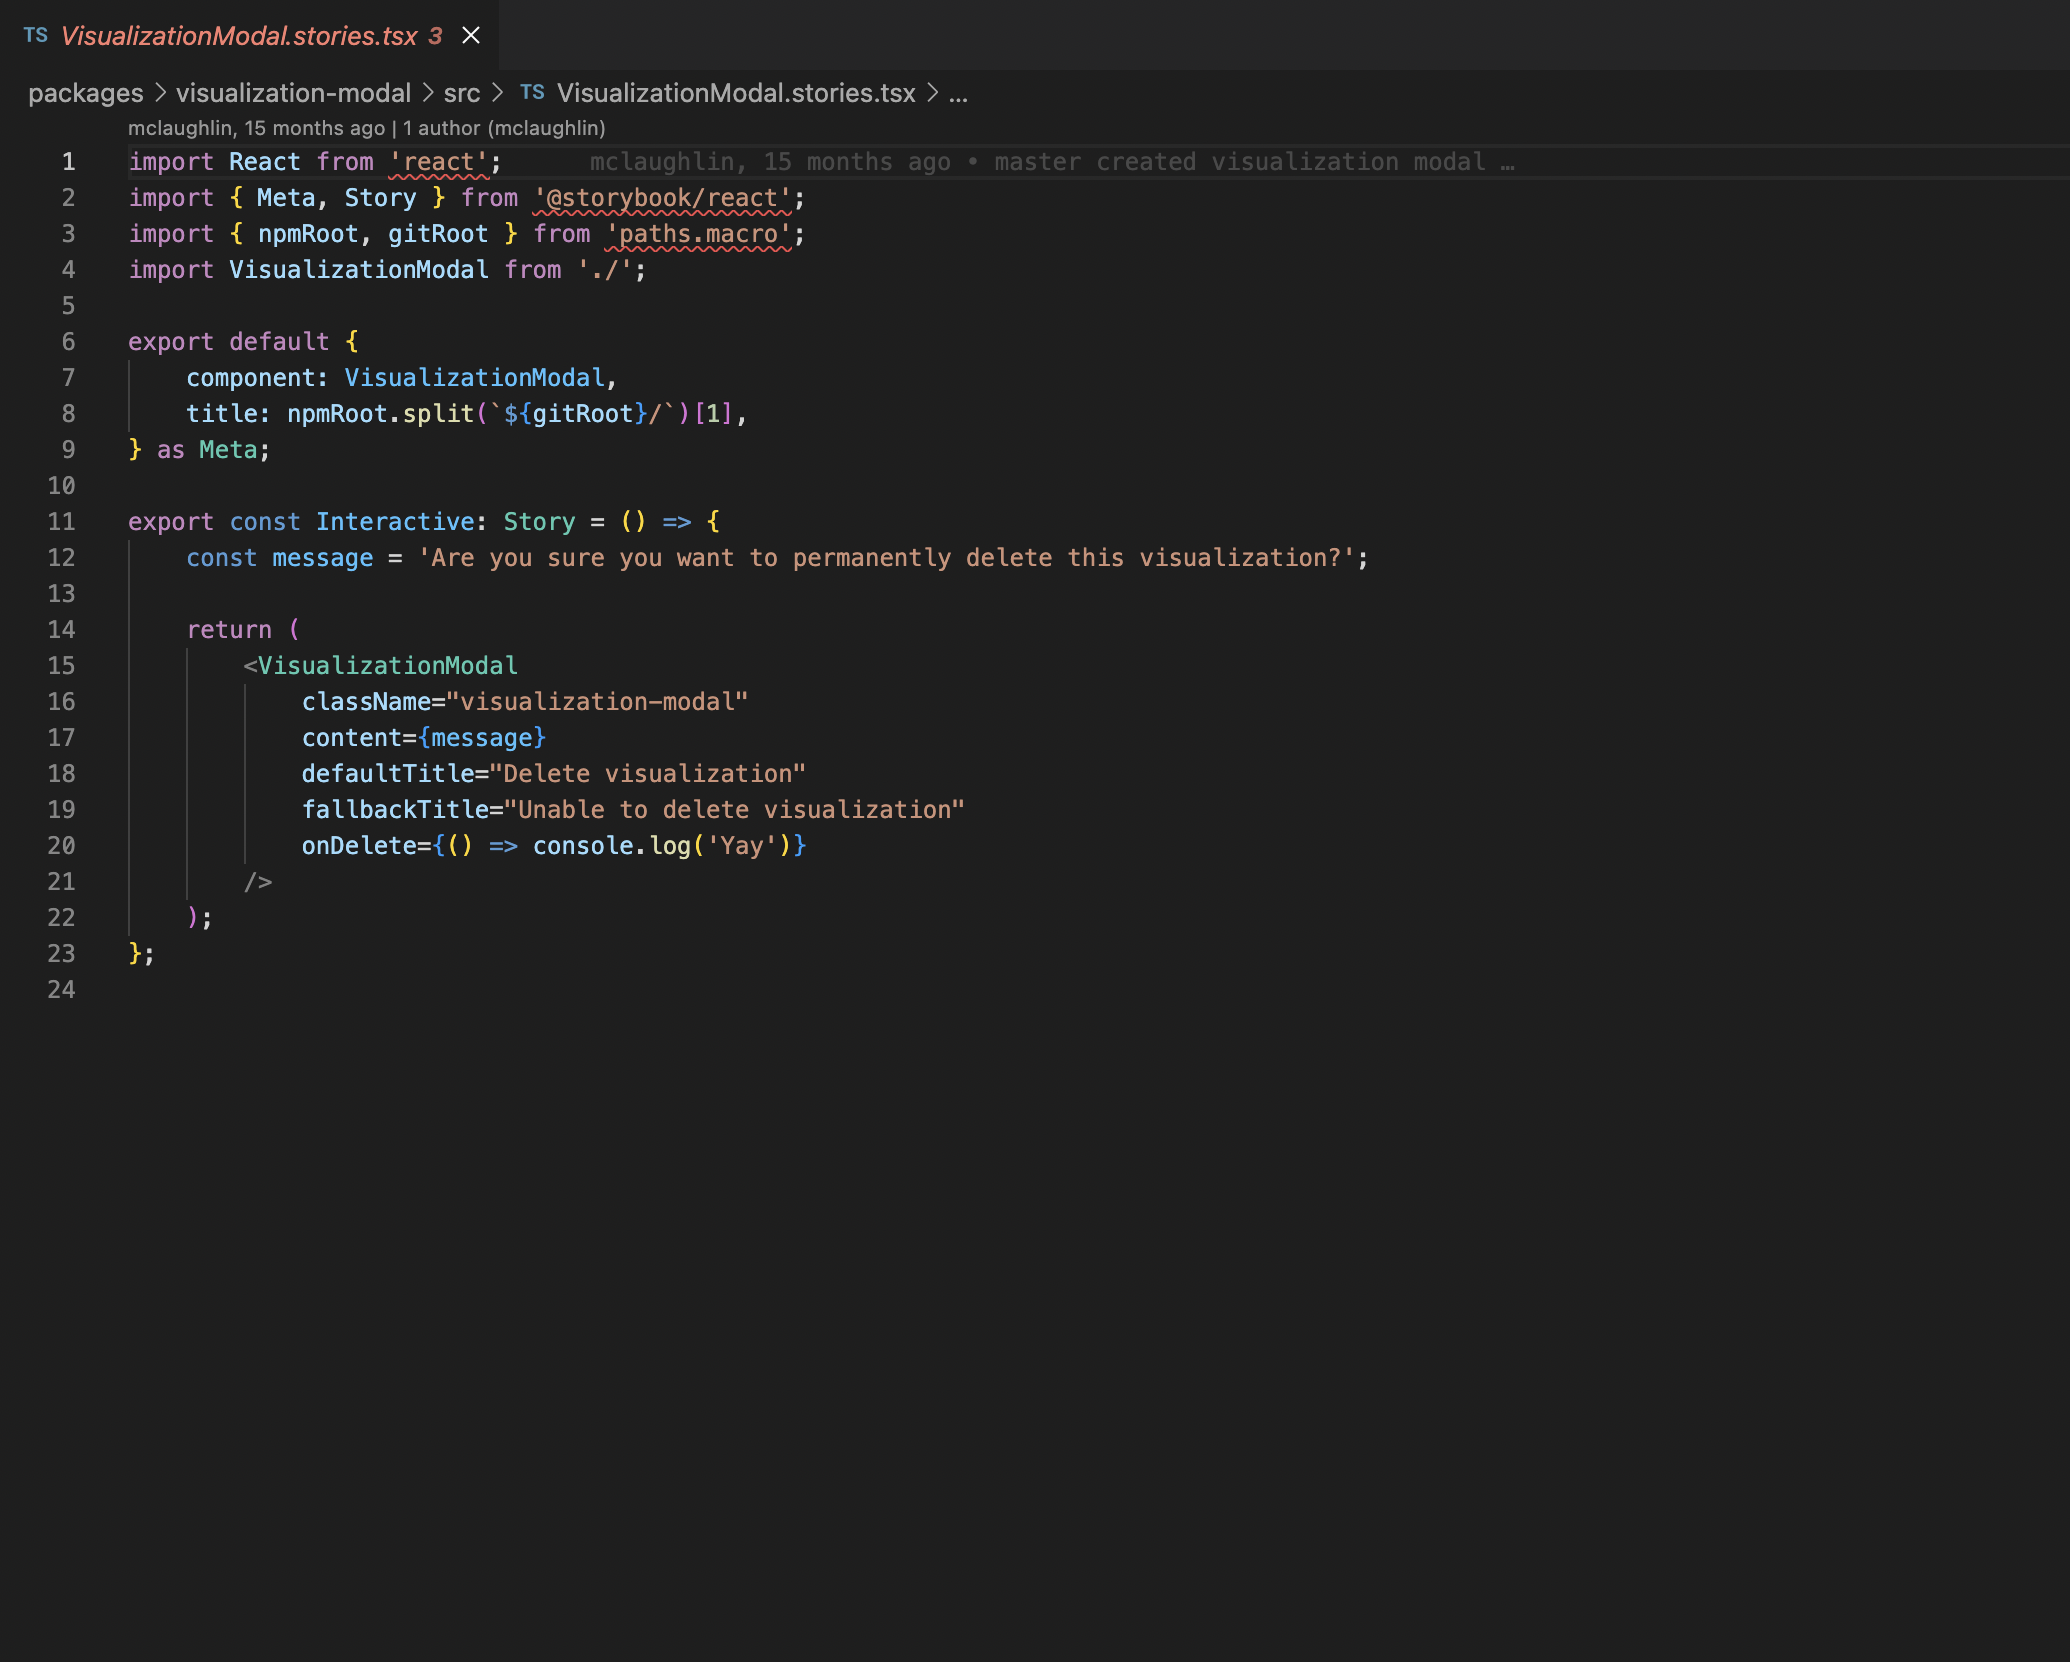 TS VisualizationModal.stories.tsx 3
packages > visualization-modal > src > TS VisualizationModal.stories.tsx > ...
mclaughlin, 15 months ago | 1 author (mclaughlin)
1 import React from 'react'; mclaughlin, 15 months ago • master created visualization modal …
2 import { Meta, Story } from '@storybook/react';
3 import { npmRoot, gitRoot } from 'paths.macro';
4 import VisualizationModal from './';
5
6 export default {
7     component: VisualizationModal,
8     title: npmRoot.split(`${gitRoot}/`)[1],
9 } as Meta;
10
11 export const Interactive: Story = () => {
12     const message = 'Are you sure you want to permanently delete this visualization?';
13
14     return (
15         <VisualizationModal
16             className="visualization-modal"
17             content={message}
18             defaultTitle="Delete visualization"
19             fallbackTitle="Unable to delete visualization"
20             onDelete={() => console.log('Yay')}
21         />
22     );
23 };
24